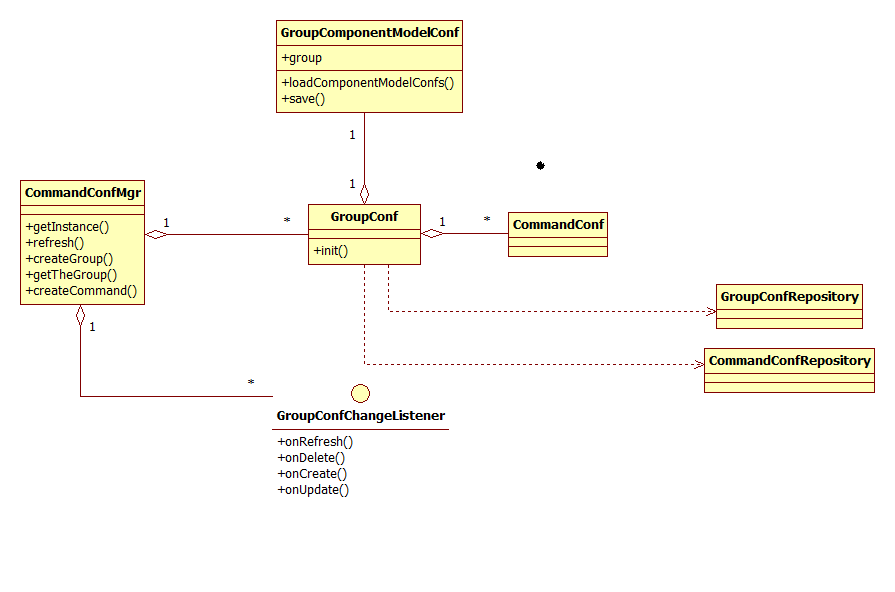 GroupComponentModelConf
+group
+loadComponentModelConfs()
+save()
1
1
CommandConfMgr
+getInstance()
+refresh()
+createGroup()
+getTheGroup()
+createCommand()
1
*
GroupConf
+init()
1
*
CommandConf
GroupConfRepository
CommandConfRepository
1
*
GroupConfChangeListener
+onRefresh()
+onDelete()
+onCreate()
+onUpdate()